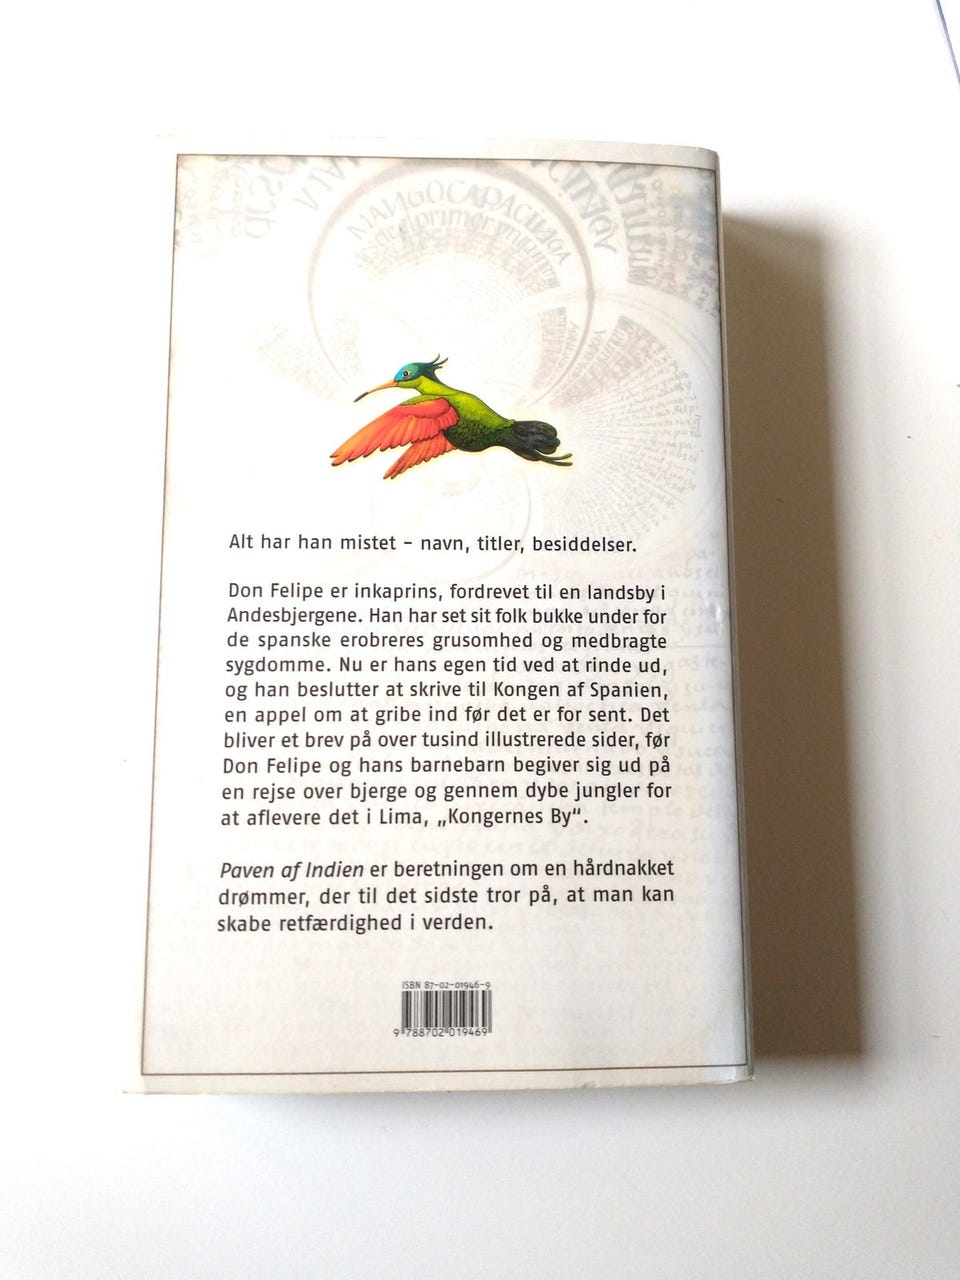 MANGOCAPACINGA
Alt har han mistet – navn, titler, besiddelser.
Don Felipe er inkaprins, fordrevet til en landsby i
Andesbjergene. Han har set sit folk bukke under for
de spanske erobreres grusomhed og medbragte
sygdomme. Nu er hans egen tid ved at rinde ud,
og han beslutter at skrive til Kongen af Spanien,
en appel om at gribe ind før det er for sent. Det
bliver et brev på over tusind illustrerede sider, før
Don Felipe og hans barnebarn begiver sig ud på
en rejse over bjerge og gennem dybe jungler for
at aflevere det i Lima, „Kongernes By“.
Paven af Indien er beretningen om en hårdnakket
drømmer, der til det sidste tror på, at man kan
skabe retfærdighed i verden.
ISBN 87-02-01946-9
9 788702 019469